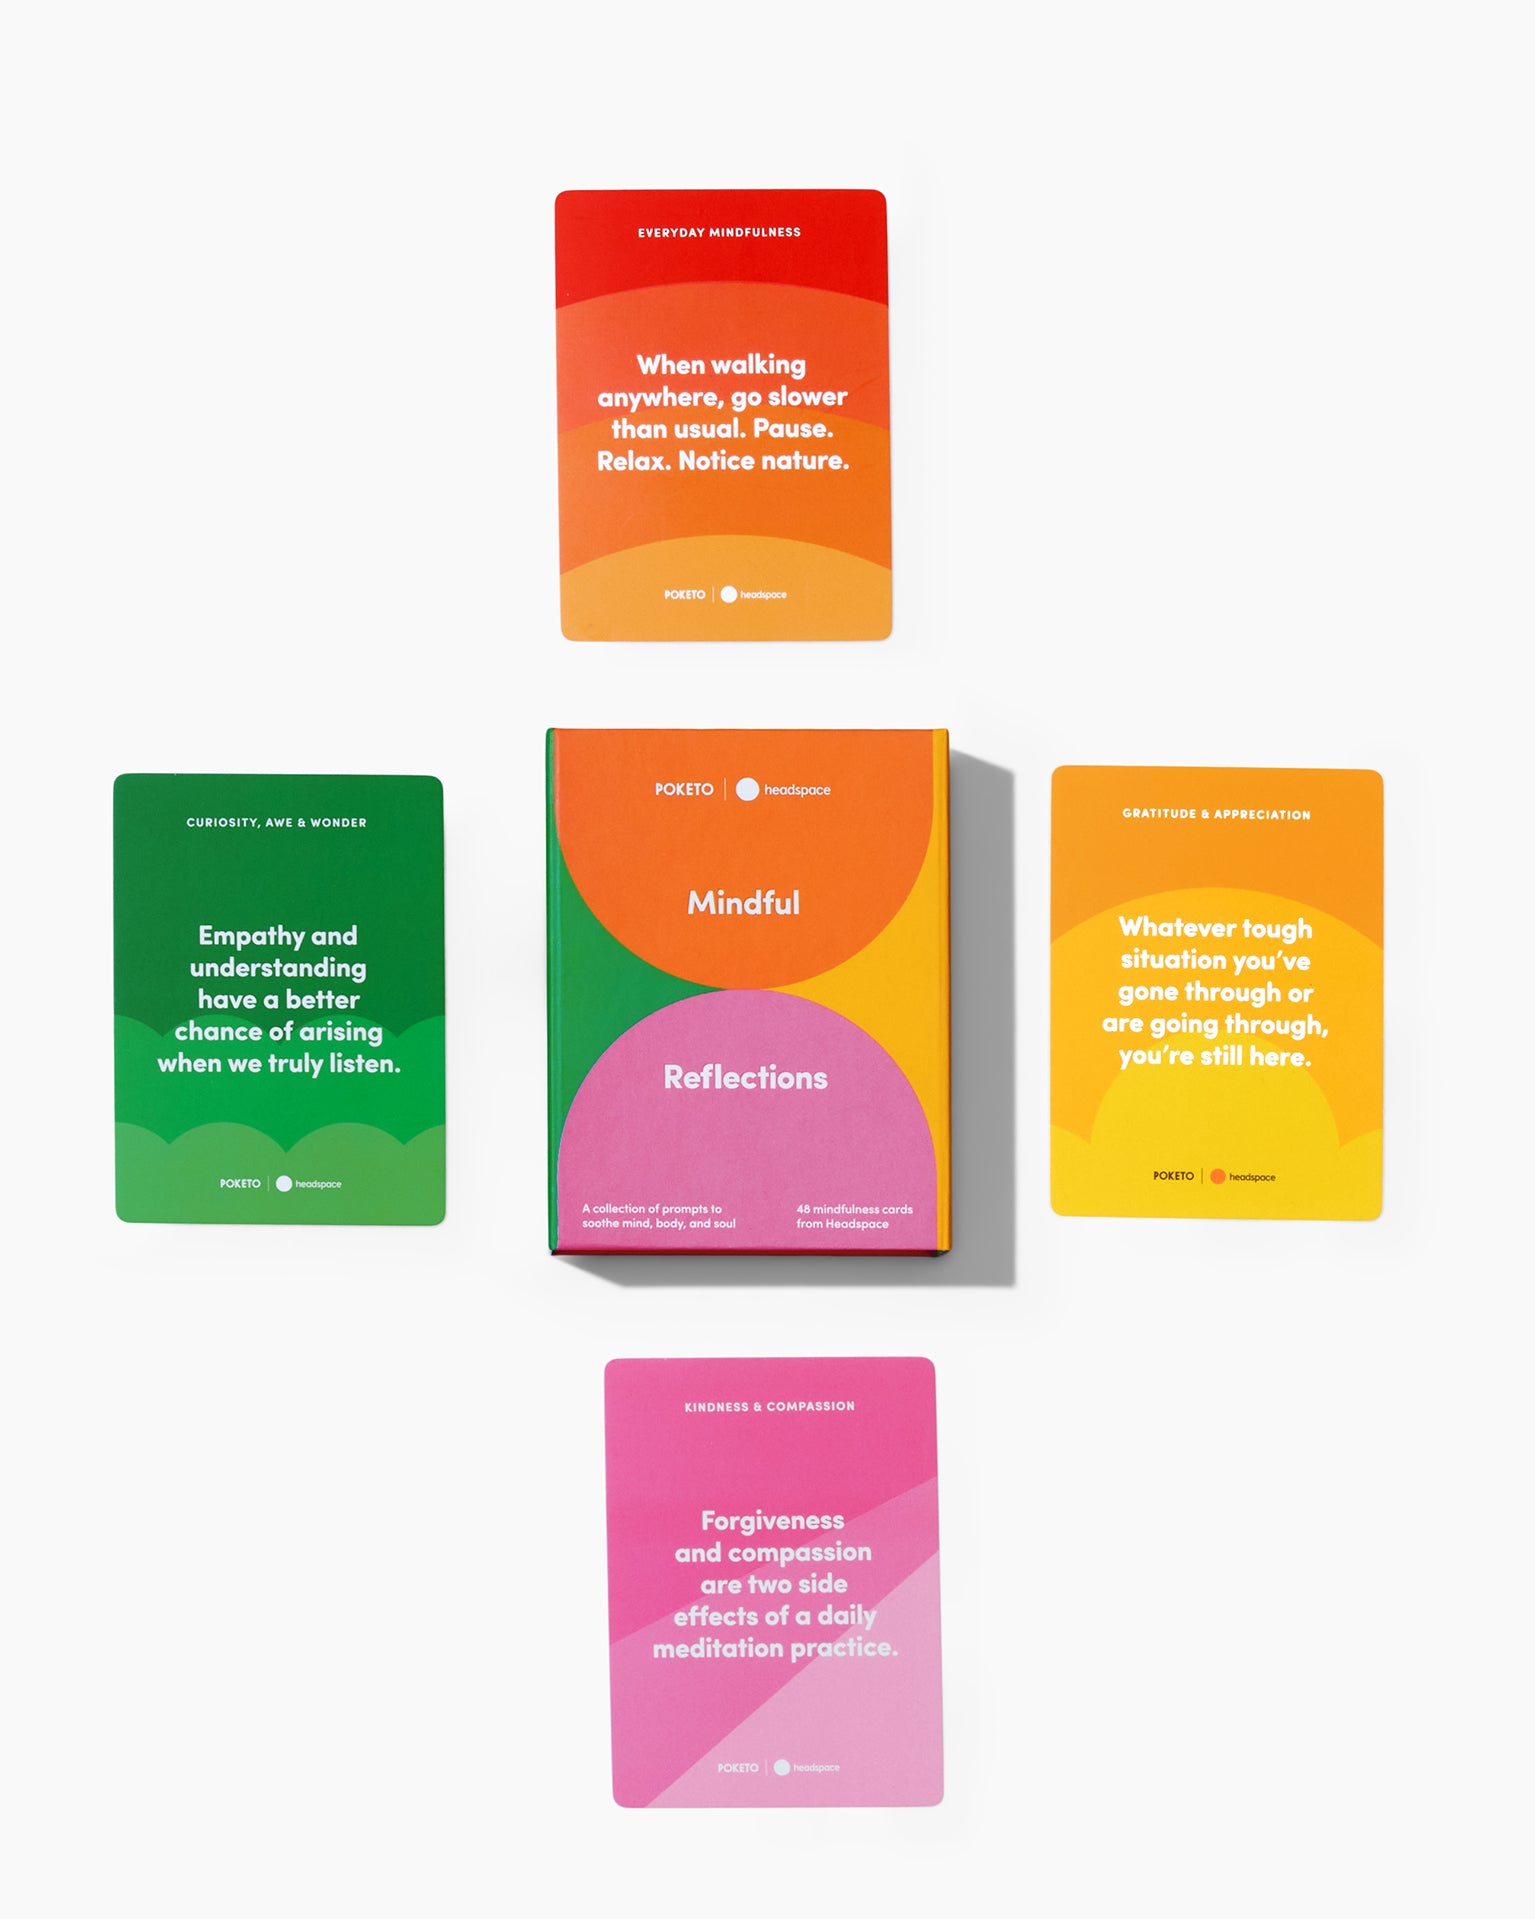 EVERYDAY MINDFULNESS
When walking
anywhere, go slower
than usual. Pause.
Relax. Notice nature.
POKETO | headspace
CURIOSITY, AWE & WONDER
Empathy and
understanding
have a better
chance of arising
when we truly listen.
POKETO | headspace
POKETO | headspace
Mindful
Reflections
A collection of prompts to
soothe mind, body, and soul
48 mindfulness cards
from Headspace
GRATITUDE & APPRECIATION
Whatever tough
situation you’ve
gone through or
are going through,
you’re still here.
POKETO | headspace
KINDNESS & COMPASSION
Forgiveness
and compassion
are two side
effects of a daily
meditation practice.
POKETO | headspace